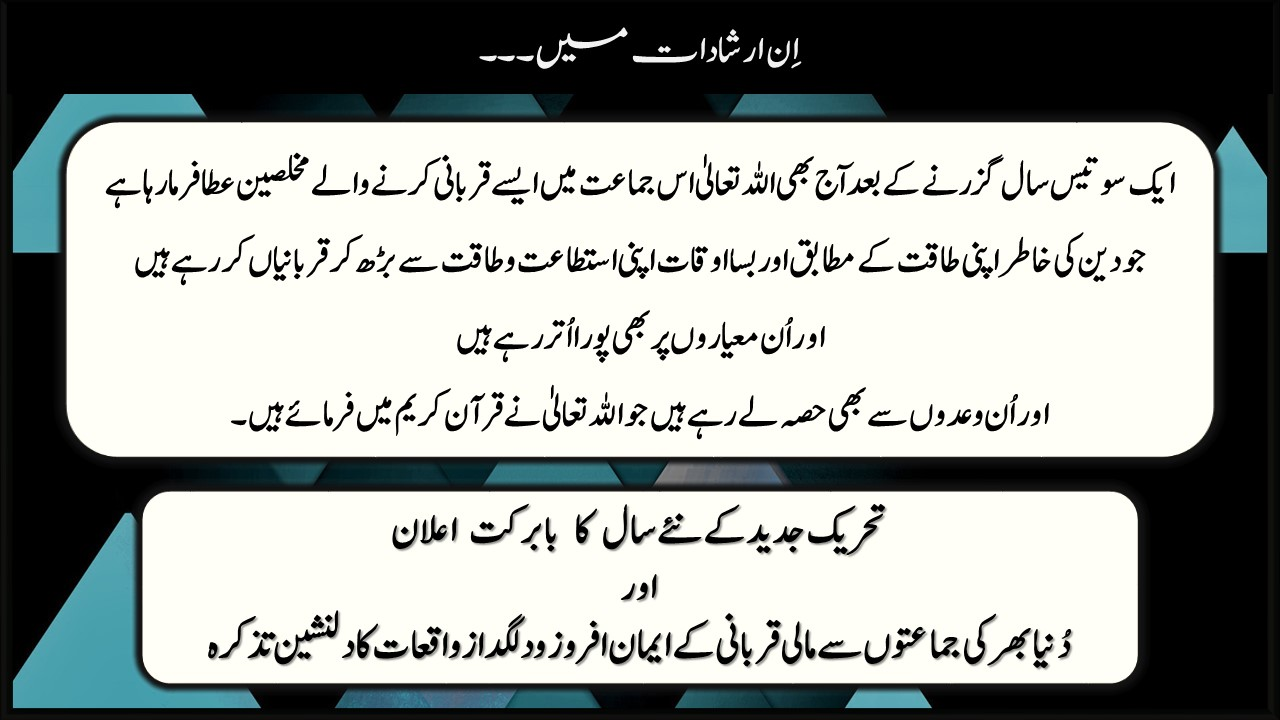 اِن ارشادات میں۔۔۔
ایک سو تیس سال گزرنے کے بعد آج بھی اللہ تعالیٰ اس جماعت میں ایسے قربانی کرنے والے مخلصین عطا فرما رہا ہے
جو دین کی خاطر اپنی طاقت کے مطابق اور بسا اوقات اپنی استطاعت و طاقت سے بڑھ کر قربانیاں کر رہے ہیں
اور اُن معیاروں پر بھی پورا اُتر رہے ہیں
اور اُن وعدوں سے بھی حصہ لے رہے ہیں جو اللہ تعالیٰ نے قرآن کریم میں فرمائے ہیں۔
تحریک جدید کے نئے سال کا بابرکت اعلان
اور
دُنیا بھر کی جماعتوں سے مالی قربانی کے ایمان افروز و دلگداز واقعات کا دلنشین تذکرہ